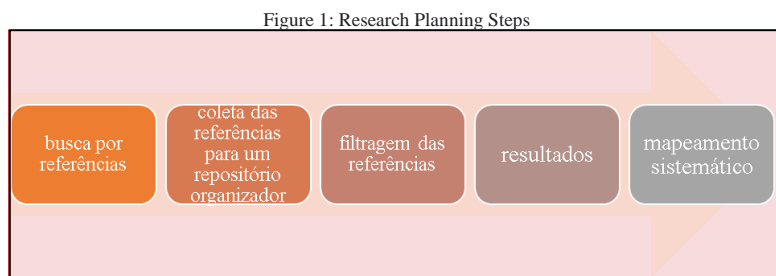 Figure 1: Research Planning Steps
busca por
referências
coleta das
referências
para um
repositório
organizador
filtragem das
referências
resultados
mapeamento
sistemático